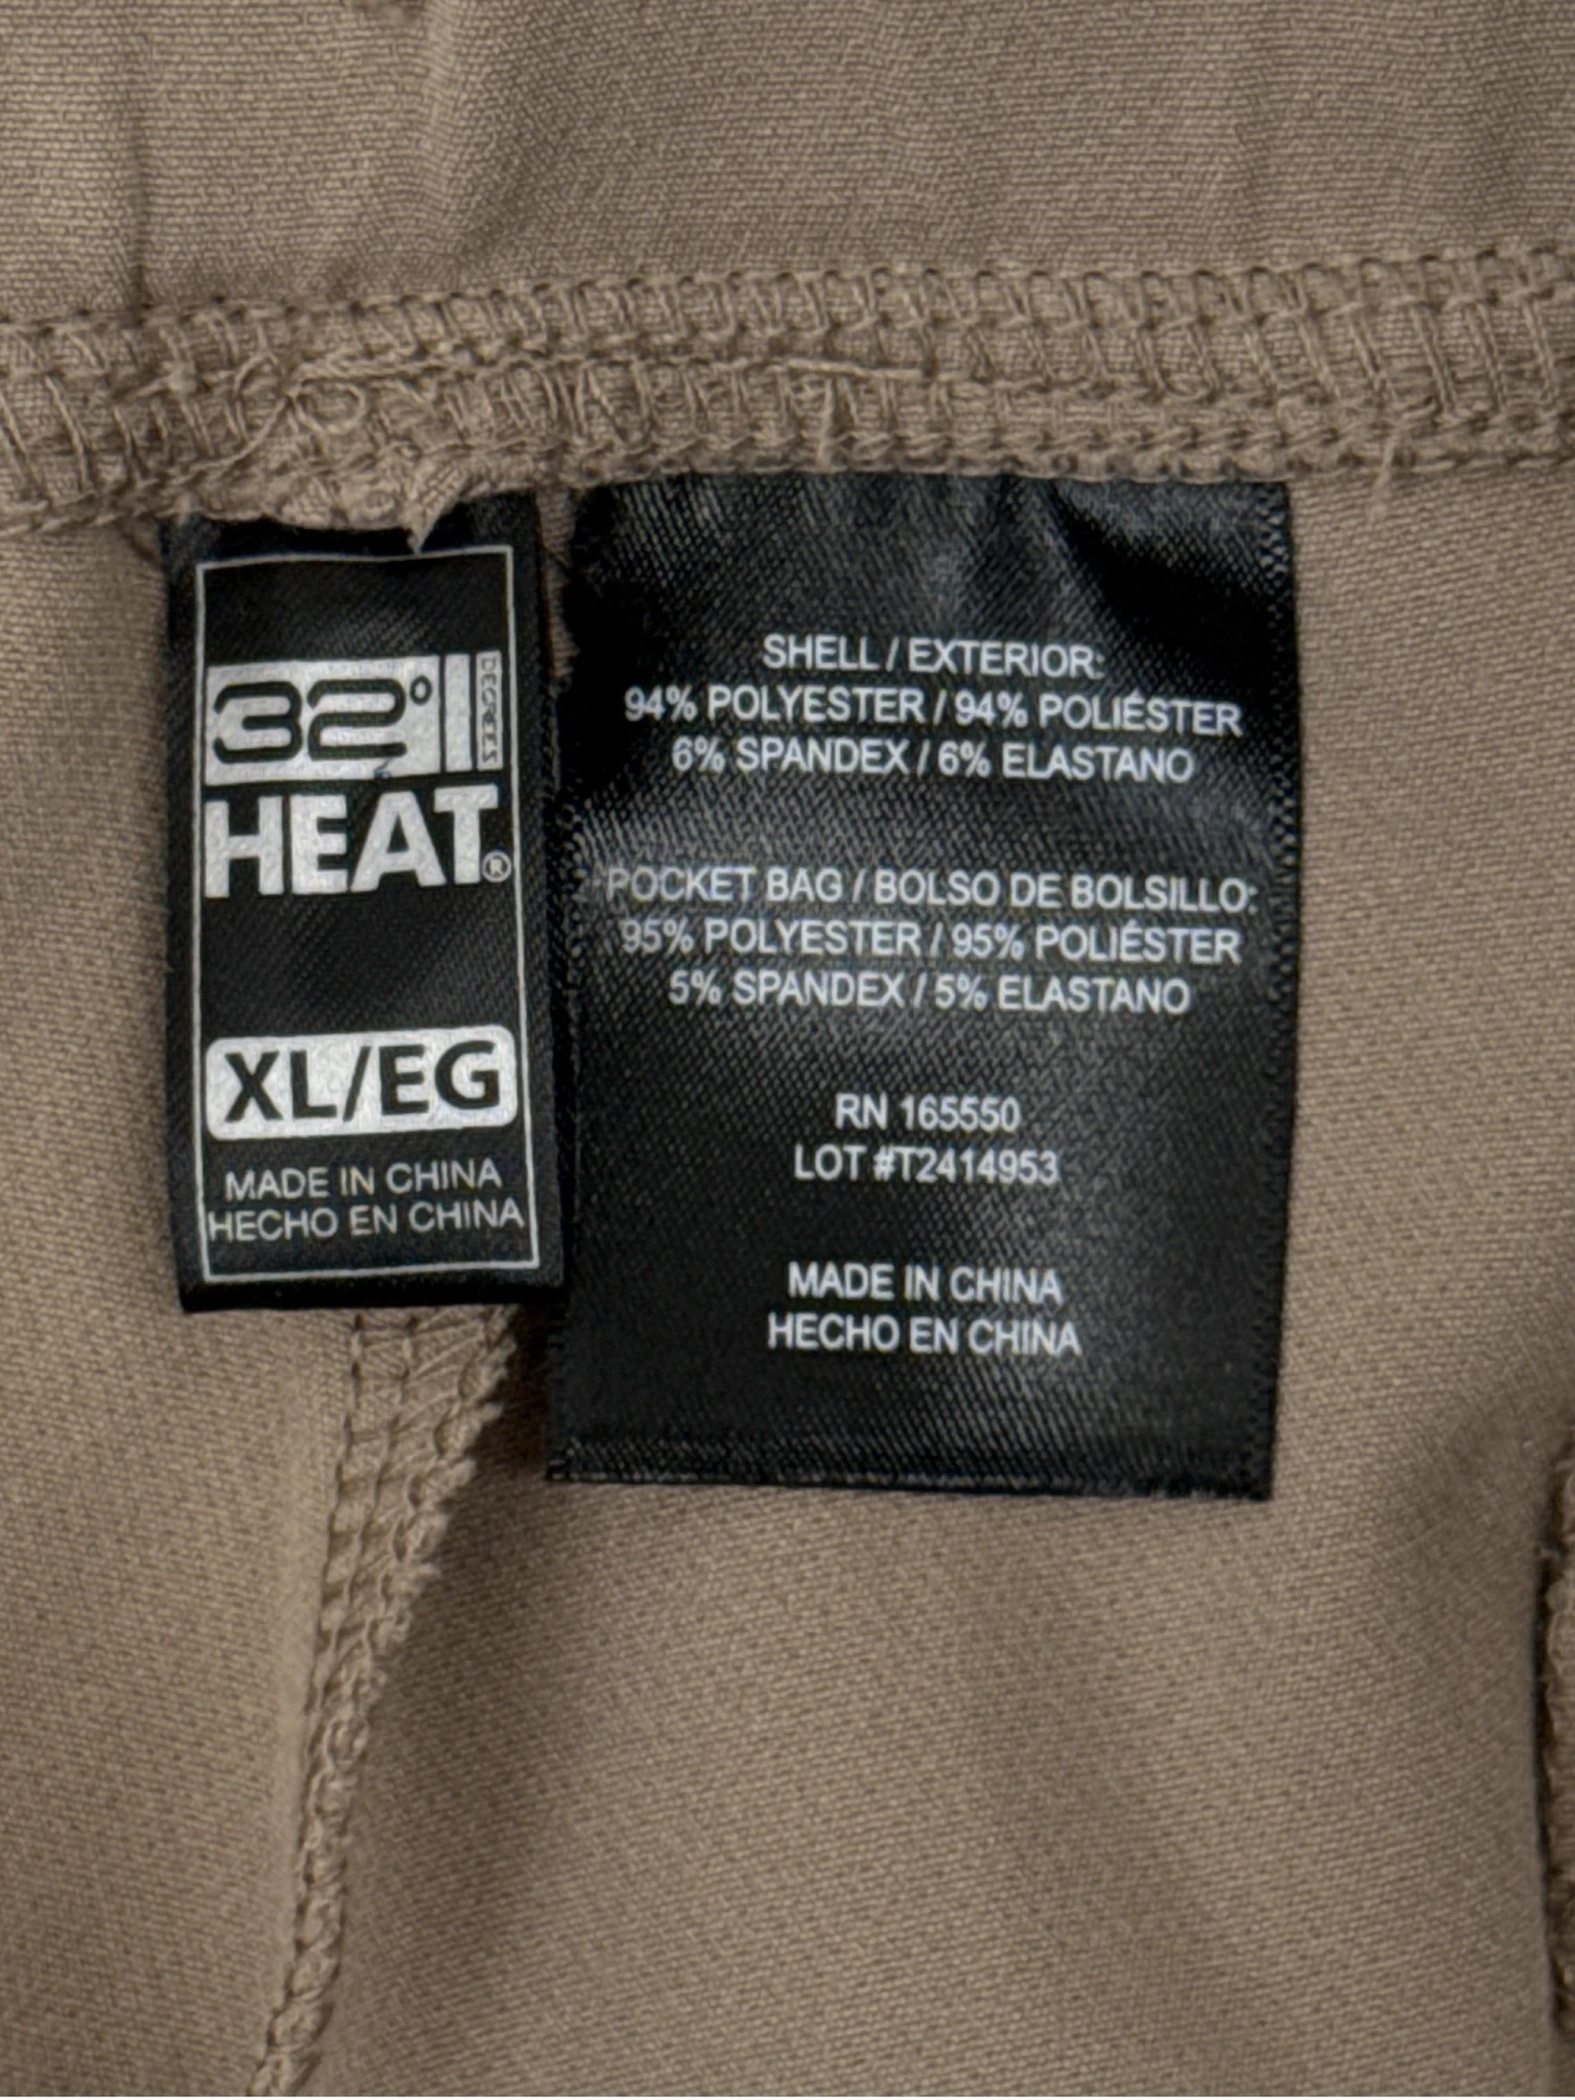 32°
DEGREES
HEAT®
XL/EG
MADE IN CHINA
HECHO EN CHINA
SHELL / EXTERIOR:
94% POLYESTER / 94% POLIÉSTER
6% SPANDEX / 6% ELASTANO
POCKET BAG / BOLSO DE BOLSILLO:
95% POLYESTER / 95% POLIÉSTER
5% SPANDEX / 5% ELASTANO
RN 165550
LOT #T2414953
MADE IN CHINA
HECHO EN CHINA